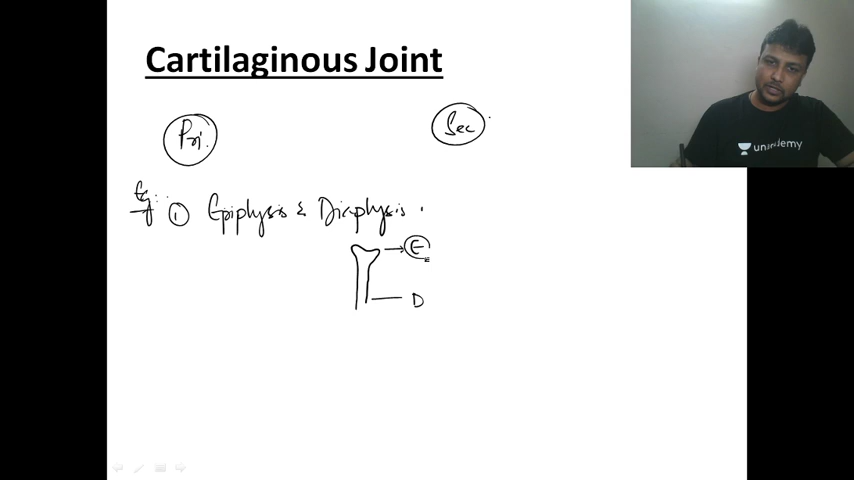 Cartilaginous Joint
Pri.
Sec
Eg:
① Epiphysis & Diaphysis.
E
D
unacademy